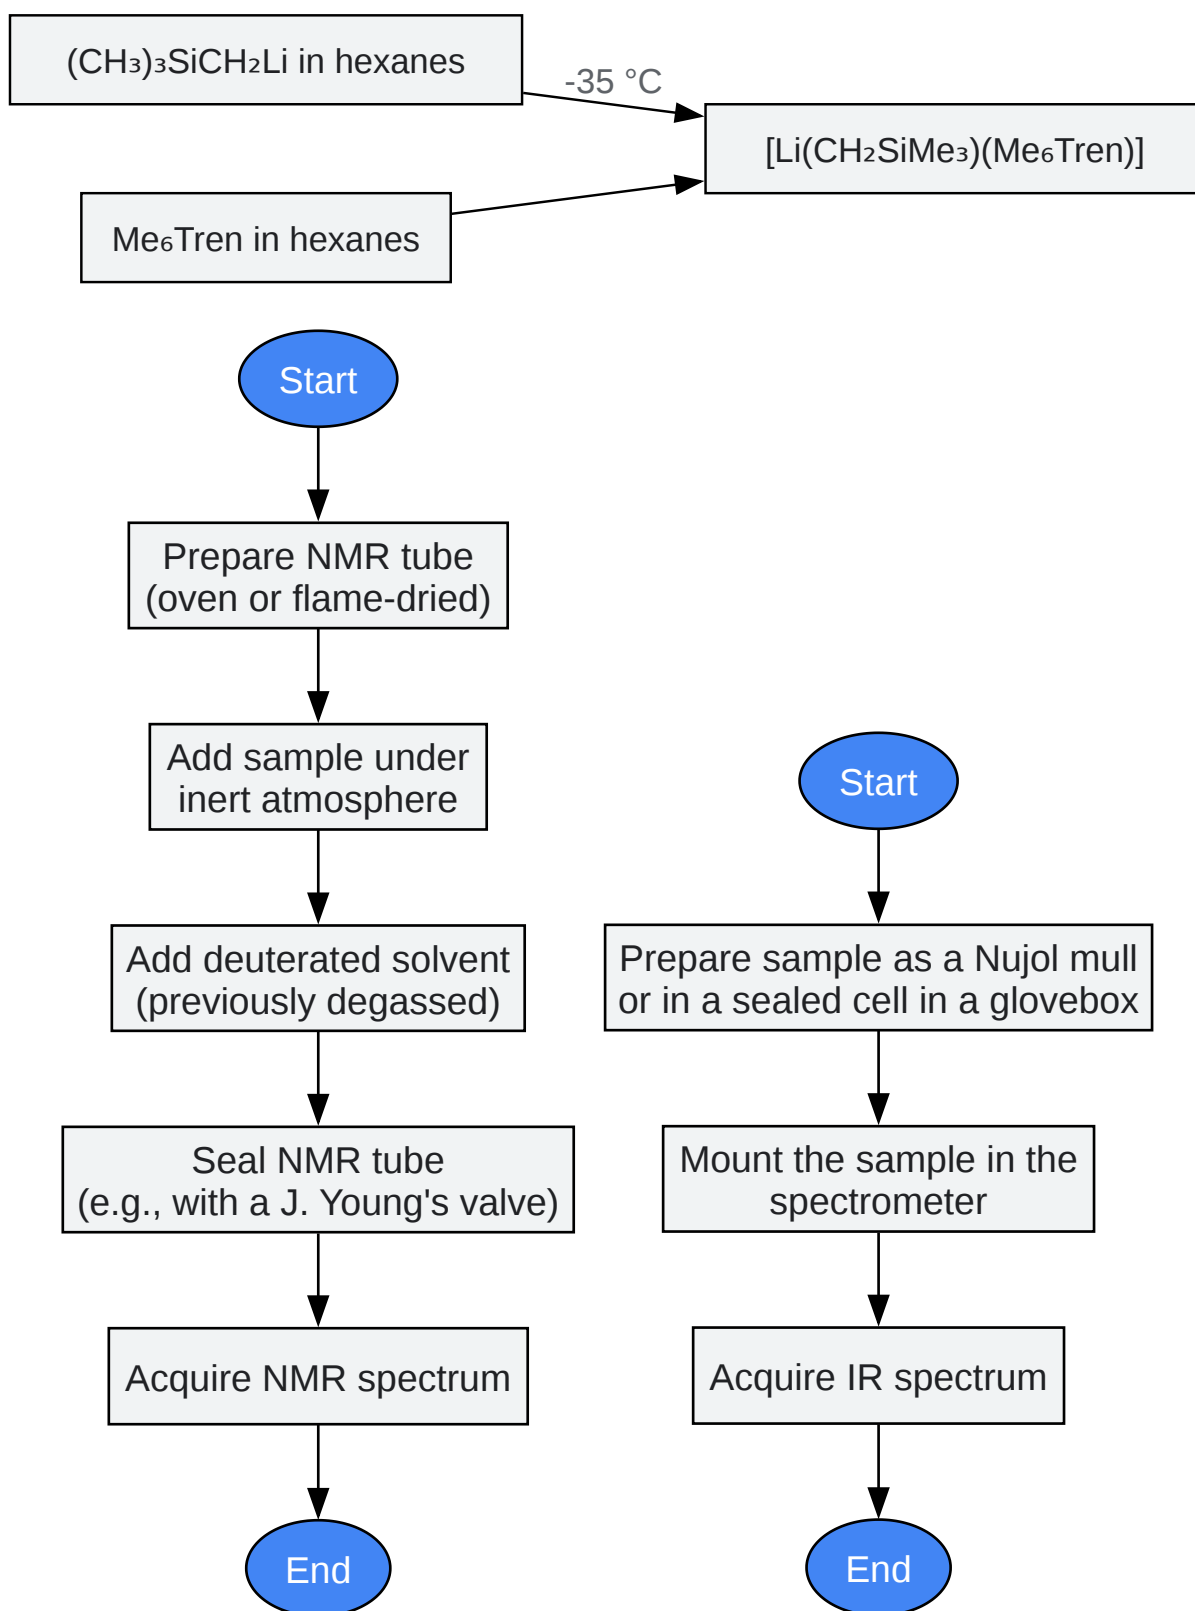 (CH₃)₃SiCH₂Li in hexanes
-35 °C
[Li(CH₂SiMe₃)(Me₆Tren)]
Me₆Tren in hexanes
Start
Prepare NMR tube
(oven or flame-dried)
Add sample under
inert atmosphere
Add deuterated solvent
(previously degassed)
Seal NMR tube
(e.g., with a J. Young's valve)
Acquire NMR spectrum
End
Start
Prepare sample as a Nujol mull
or in a sealed cell in a glovebox
Mount the sample in the
spectrometer
Acquire IR spectrum
End